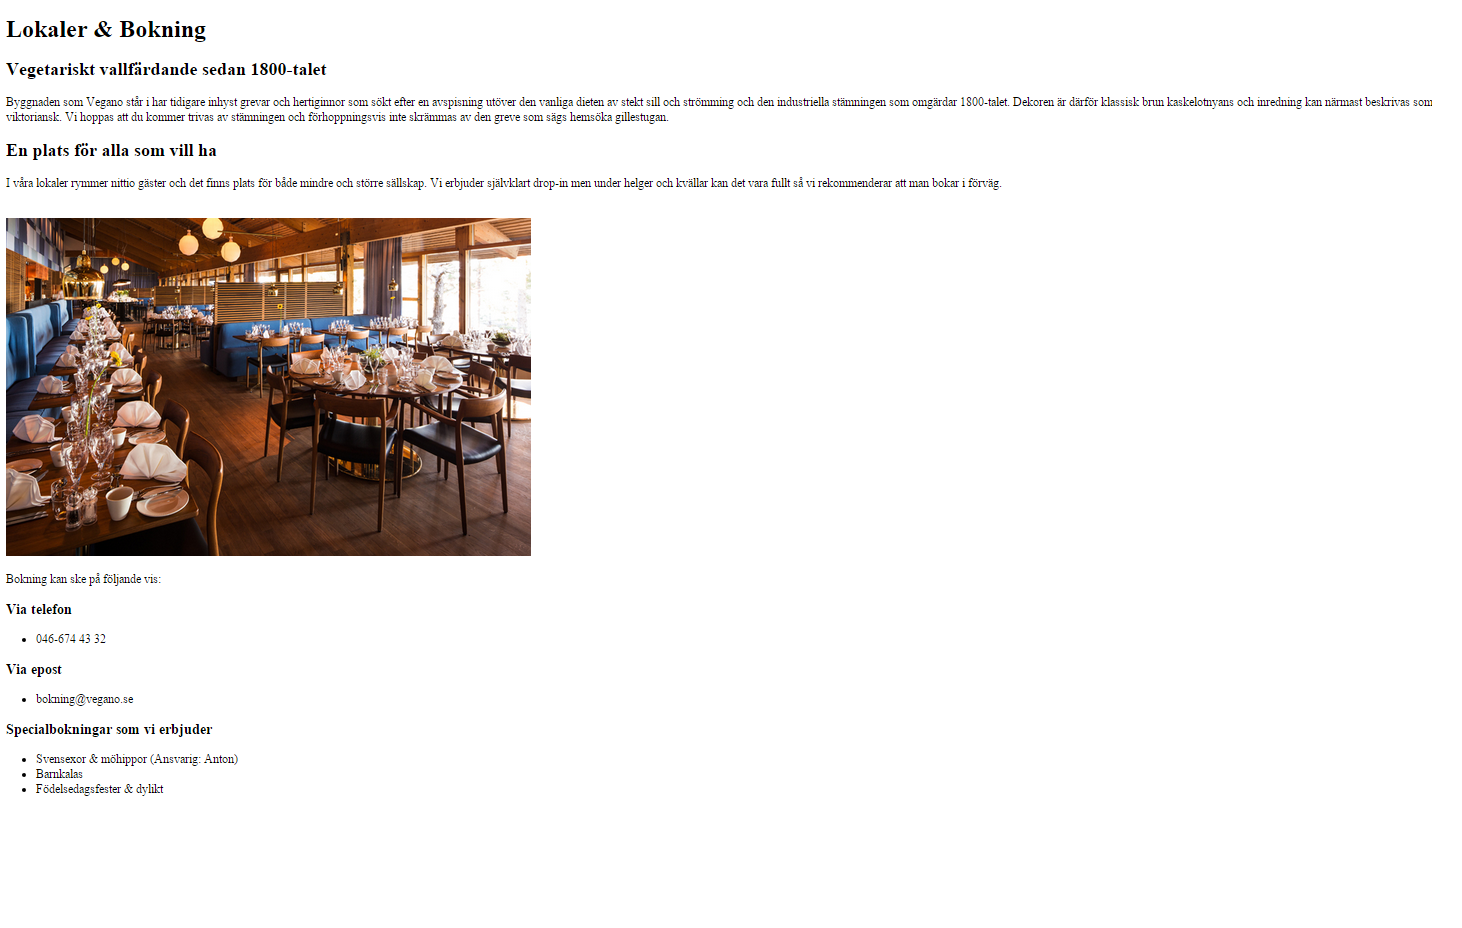 Lokaler & Bokning
Vegetariskt vallfärdande sedan 1800-talet
Byggnaden som Vegano står i har tidigare inhyst grevar och hertiginnor som sökt efter en avspisning utöver den vanliga dieten av stekt sill och strömming och den industriella stämningen som omgärdar 1800-talet. Dekoren är därför klassisk brun kaskelotnyans och inredning kan närmast beskrivas som
viktoriansk. Vi hoppas att du kommer trivas av stämningen och förhoppningsvis inte skrämmas av den greve som sägs hemsöka gillestugan.
En plats för alla som vill ha
I våra lokaler rymmer nittio gäster och det finns plats för både mindre och större sällskap. Vi erbjuder självklart drop-in men under helger och kvällar kan det vara fullt så vi rekommenderar att man bokar i förväg.
Bokning kan ske på följande vis:
Via telefon
• 046-674 43 32
Via epost
• bokning@vegano.se
Specialbokningar som vi erbjuder
• Svensexor & möhippor (Ansvarig: Anton)
• Barnkalas
• Födelsedagsfester & dylikt